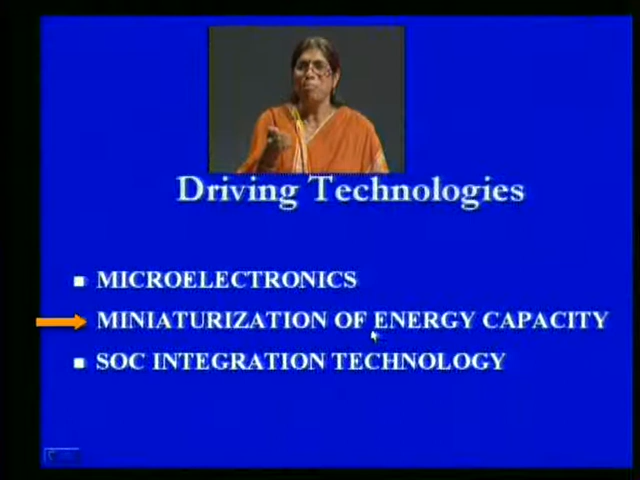 Driving Technologies
MICROELECTRONICS
MINIATURIZATION OF ENERGY CAPACITY
SOC INTEGRATION TECHNOLOGY